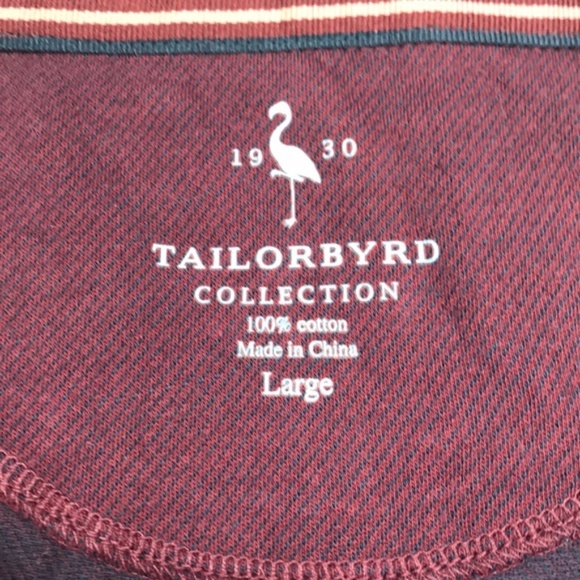 19 30
TAILORBYRD
COLLECTION
100% cotton
Made in China
Large